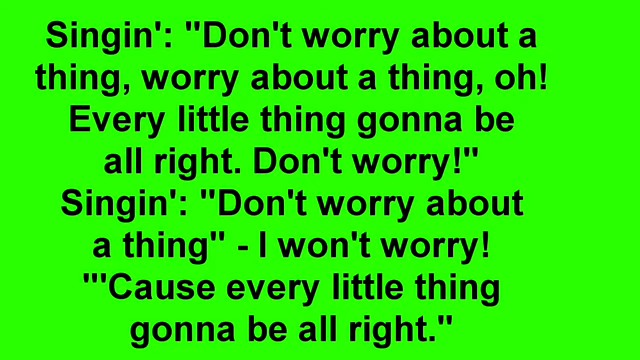 Singin': "Don't worry about a
thing, worry about a thing, oh!
Every little thing gonna be
all right. Don't worry!"
Singin': "Don't worry about
a thing" - I won't worry!
"'Cause every little thing
gonna be all right."